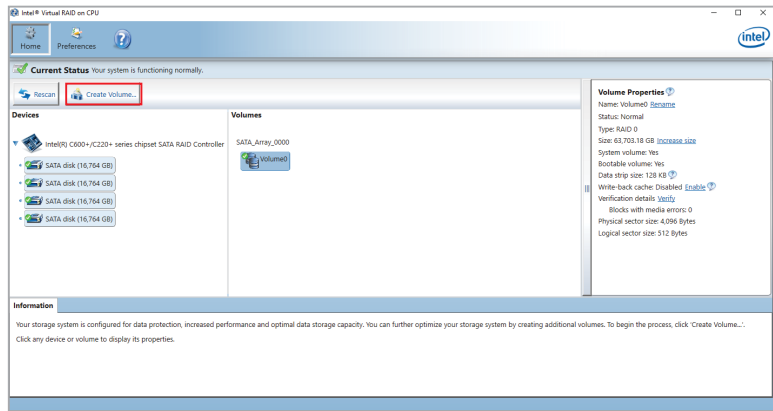 Intel® Virtual RAID on CPU
Home
Preferences
?
intel
Current Status Your system is functioning normally.
Rescan
Create Volume...
Devices
Intel(R) C600+/C220+ series chipset SATA RAID Controller
SATA disk (16,764 GB)
SATA disk (16,764 GB)
SATA disk (16,764 GB)
SATA disk (16,764 GB)
Volumes
SATA_Array_0000
Volume0
Volume Properties ?
Name: Volume0 Rename
Status: Normal
Type: RAID 0
Size: 63,703.18 GB Increase size
System volume: Yes
Bootable volume: Yes
Data strip size: 128 KB ?
Write-back cache: Disabled Enable ?
Verification details Verify
Blocks with media errors: 0
Physical sector size: 4,096 Bytes
Logical sector size: 512 Bytes
Information
Your storage system is configured for data protection, increased performance and optimal data storage capacity. You can further optimize your storage system by creating additional volumes. To begin the process, click 'Create Volume...'.
Click any device or volume to display its properties.